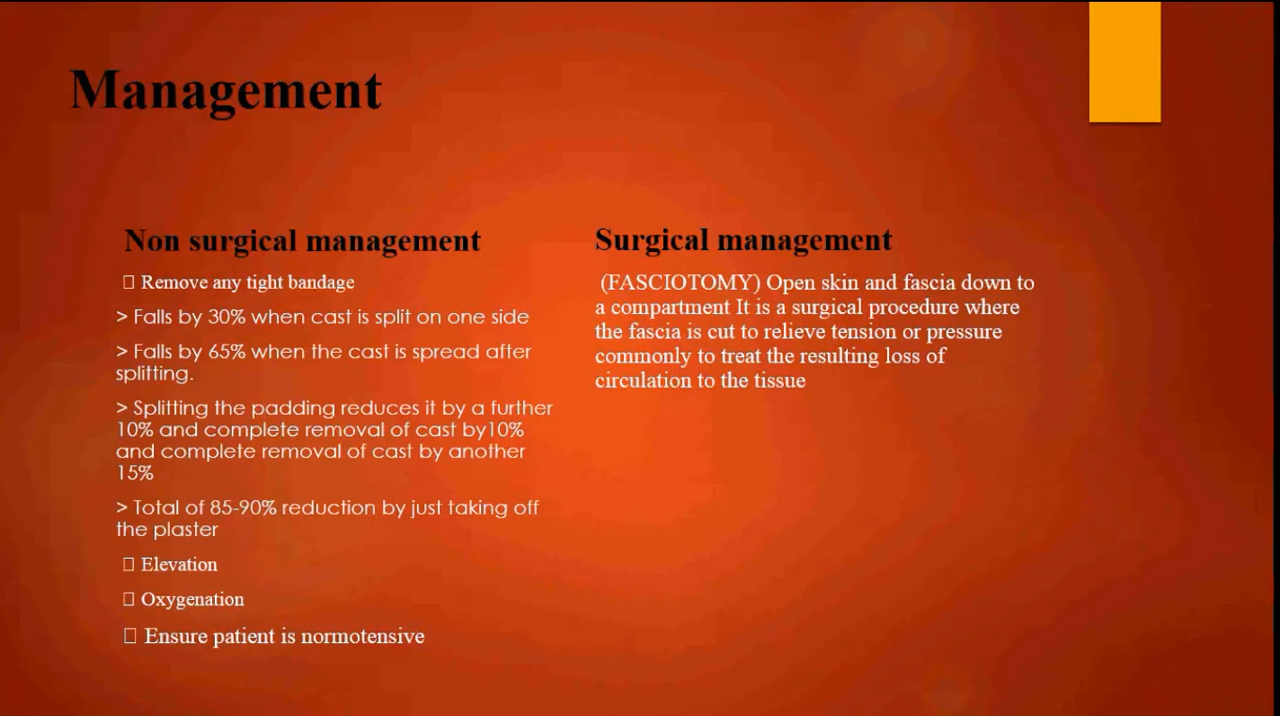 Management
Non surgical management
Remove any tight bandage
> Falls by 30% when cast is split on one side
> Falls by 65% when the cast is spread after
splitting.
> Splitting the padding reduces it by a further
10% and complete removal of cast by10%
and complete removal of cast by another
15%
> Total of 85-90% reduction by just taking off
the plaster
Elevation
Oxygenation
Ensure patient is normotensive
Surgical management
(FASCIOTOMY) Open skin and fascia down to
a compartment It is a surgical procedure where
the fascia is cut to relieve tension or pressure
commonly to treat the resulting loss of
circulation to the tissue